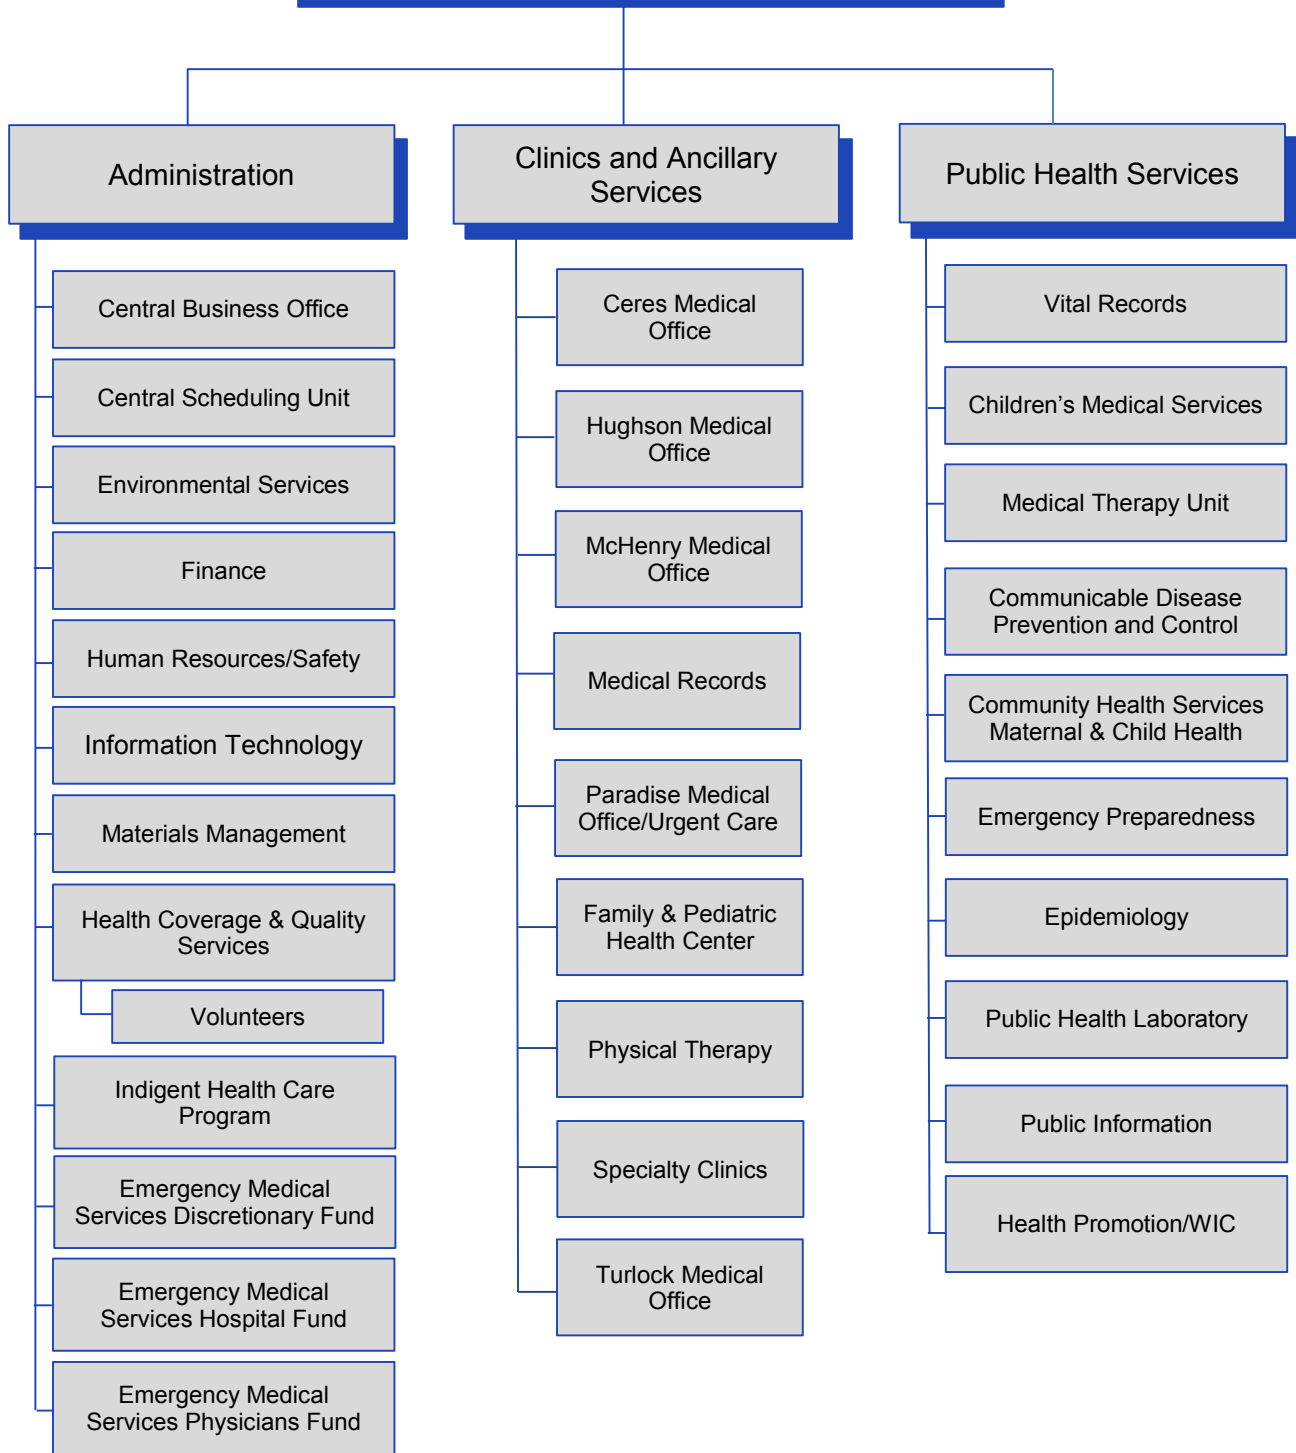 Administration
Central Business Office
Central Scheduling Unit
Environmental Services
Finance
Human Resources/Safety
Information Technology
Materials Management
Health Coverage & Quality
Services
Volunteers
Indigent Health Care
Program
Emergency Medical
Services Discretionary Fund
Emergency Medical
Services Hospital Fund
Emergency Medical
Services Physicians Fund
Clinics and Ancillary
Services
Ceres Medical
Office
Hughson Medical
Office
McHenry Medical
Office
Medical Records
Paradise Medical
Office/Urgent Care
Family & Pediatric
Health Center
Physical Therapy
Specialty Clinics
Turlock Medical
Office
Public Health Services
Vital Records
Children’s Medical Services
Medical Therapy Unit
Communicable Disease
Prevention and Control
Community Health Services
Maternal & Child Health
Emergency Preparedness
Epidemiology
Public Health Laboratory
Public Information
Health Promotion/WIC